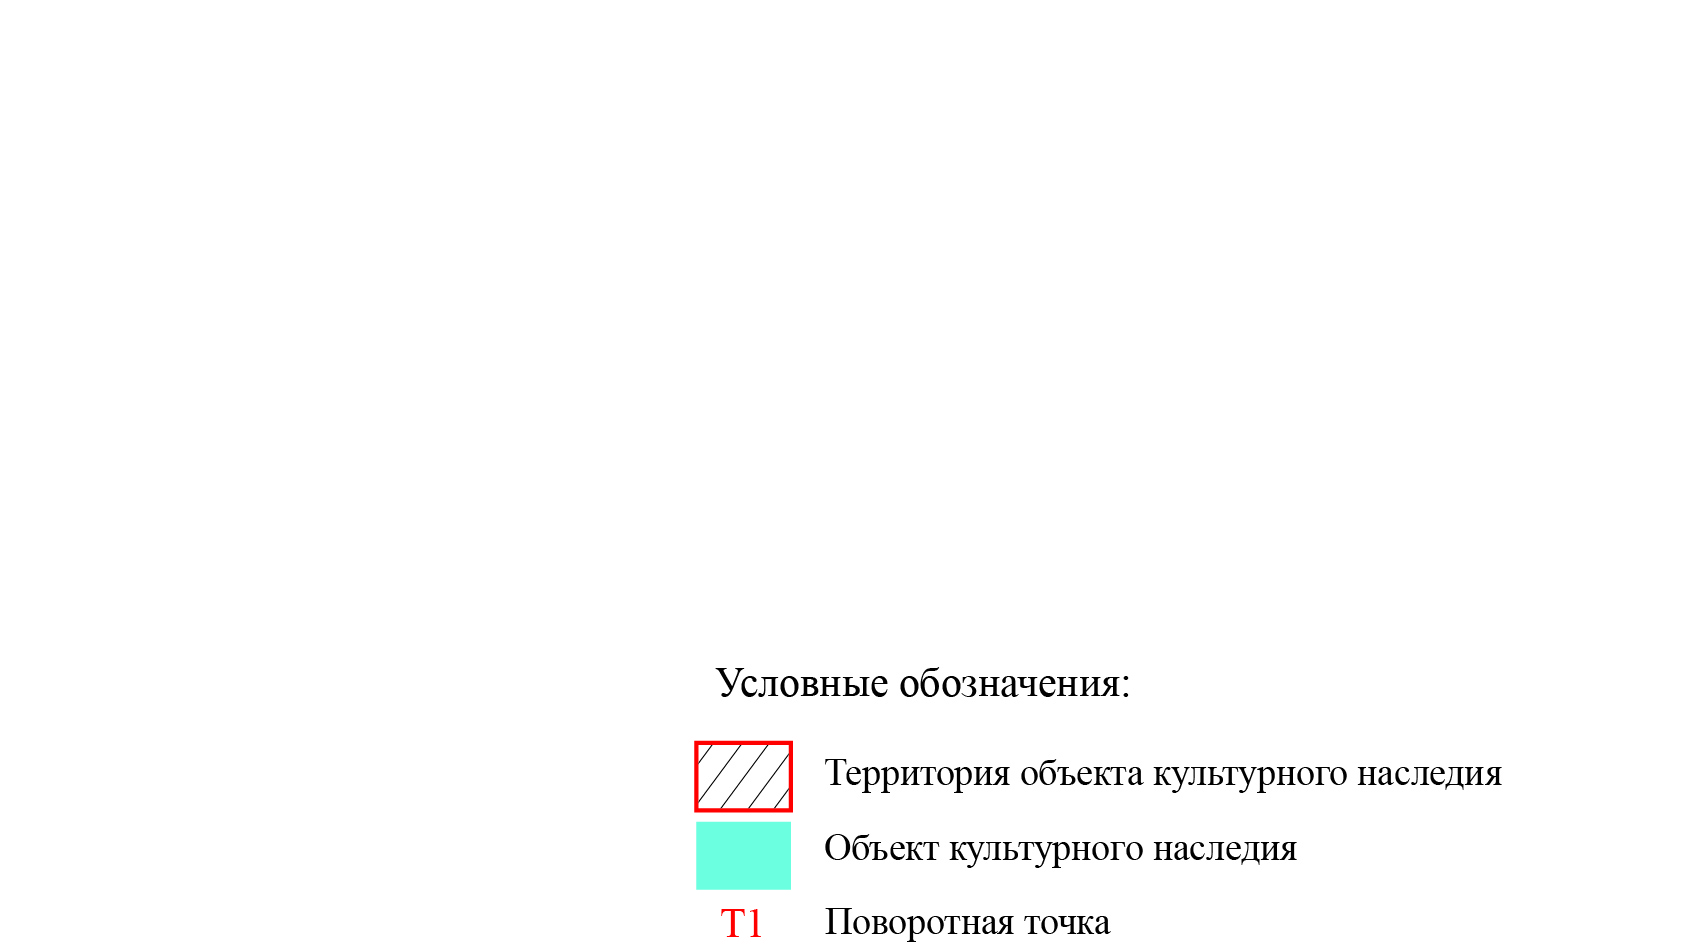 Условные обозначения:
Территория объекта культурного наследия
Объект культурного наследия
Т1 Поворотная точка